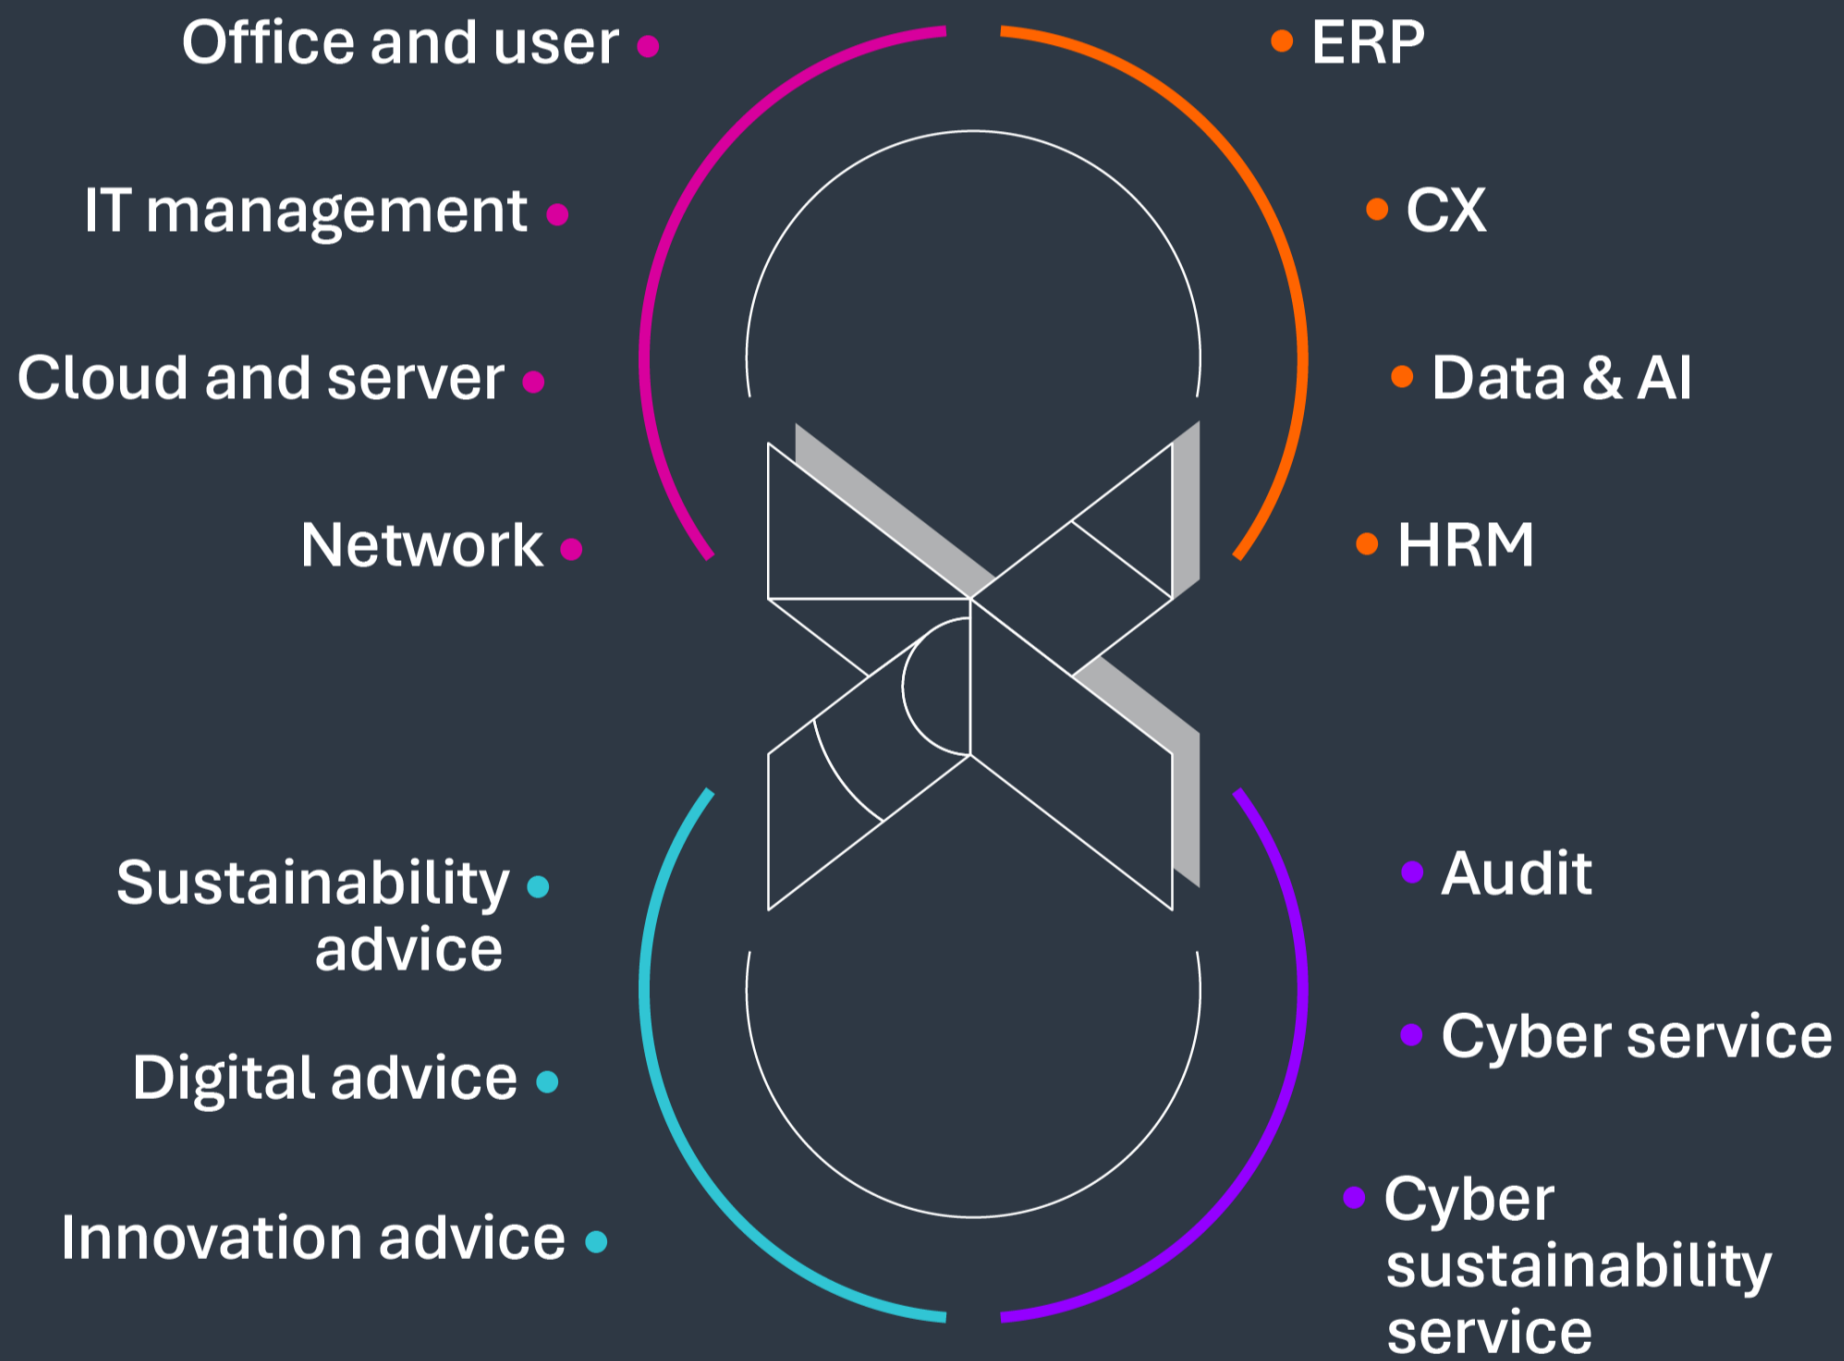 Office and user
IT management
Cloud and server
Network
ERP
CX
Data & AI
HRM
Sustainability
advice
Digital advice
Innovation advice
Audit
Cyber service
Cyber
sustainability
service